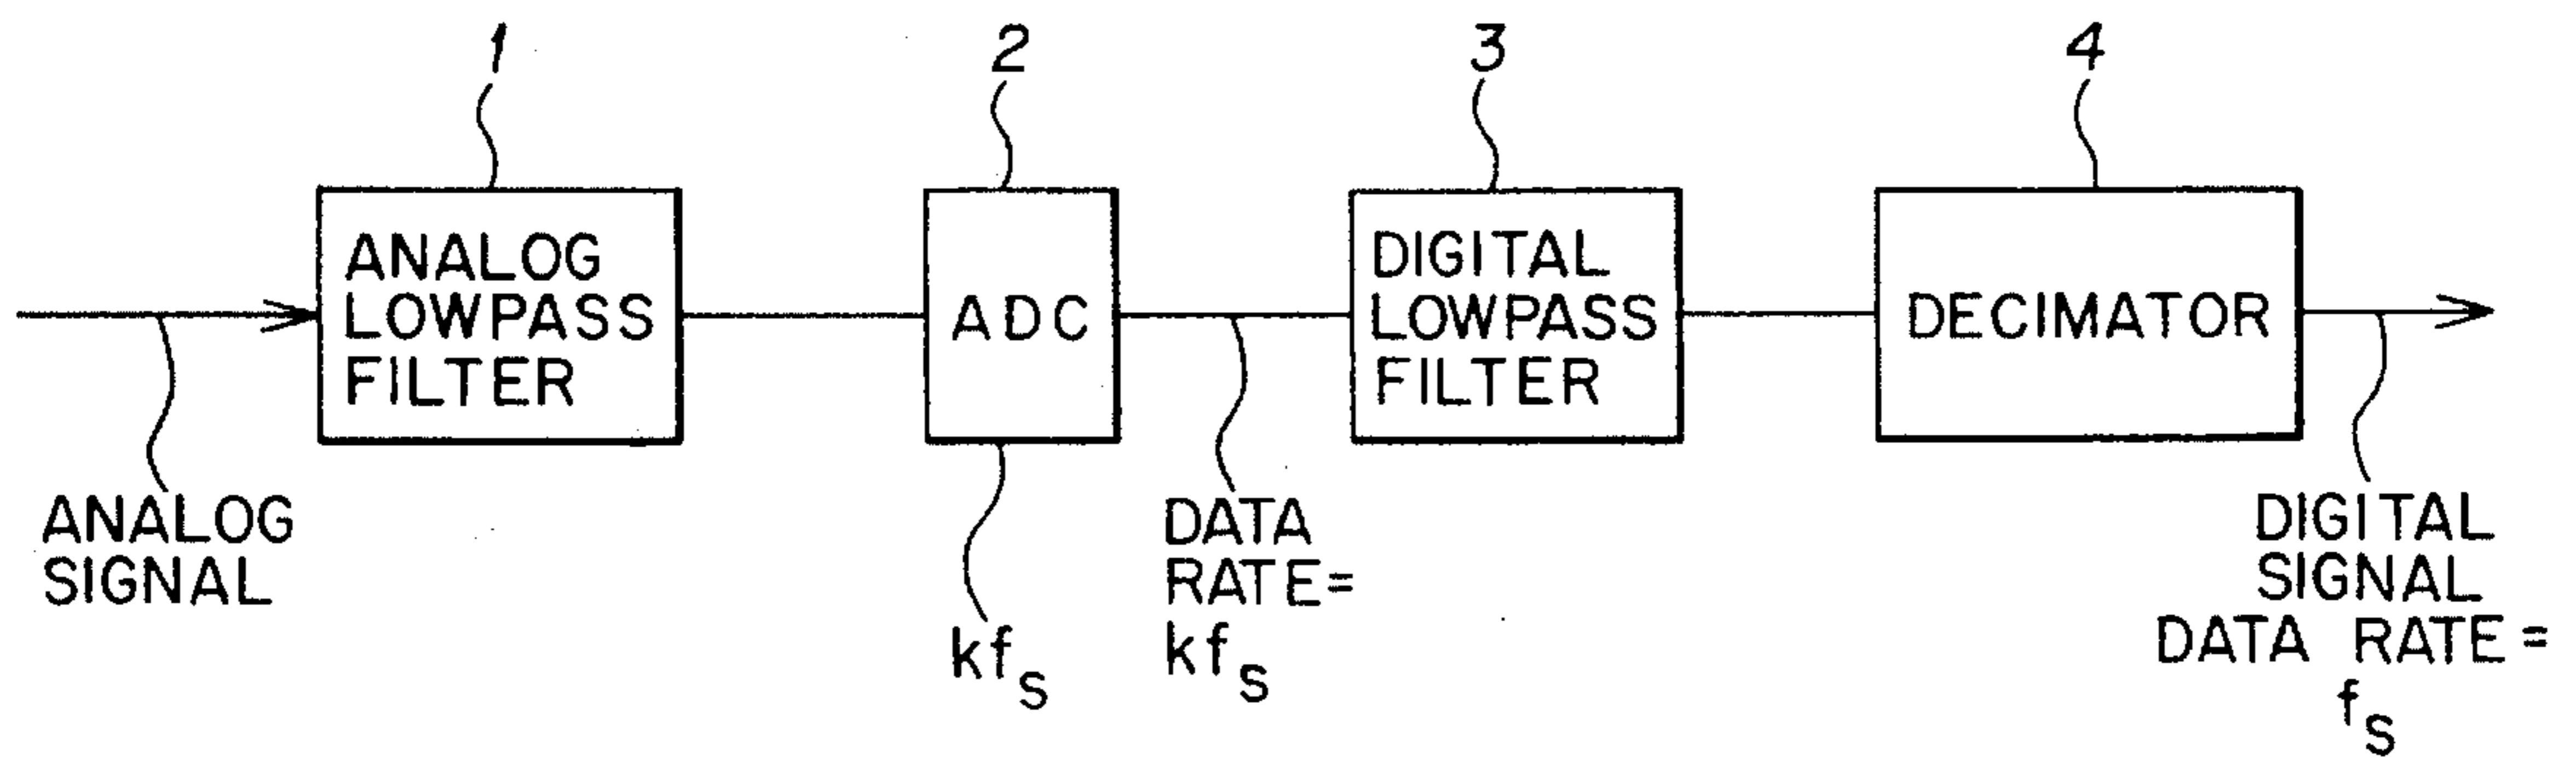 1
2
3
4
ANALOG
LOWPASS
FILTER
ADC
DIGITAL
LOWPASS
FILTER
DECIMATOR
ANALOG
SIGNAL
kfs
DATA
RATE=
kfs
DIGITAL
SIGNAL
DATA RATE=
fs